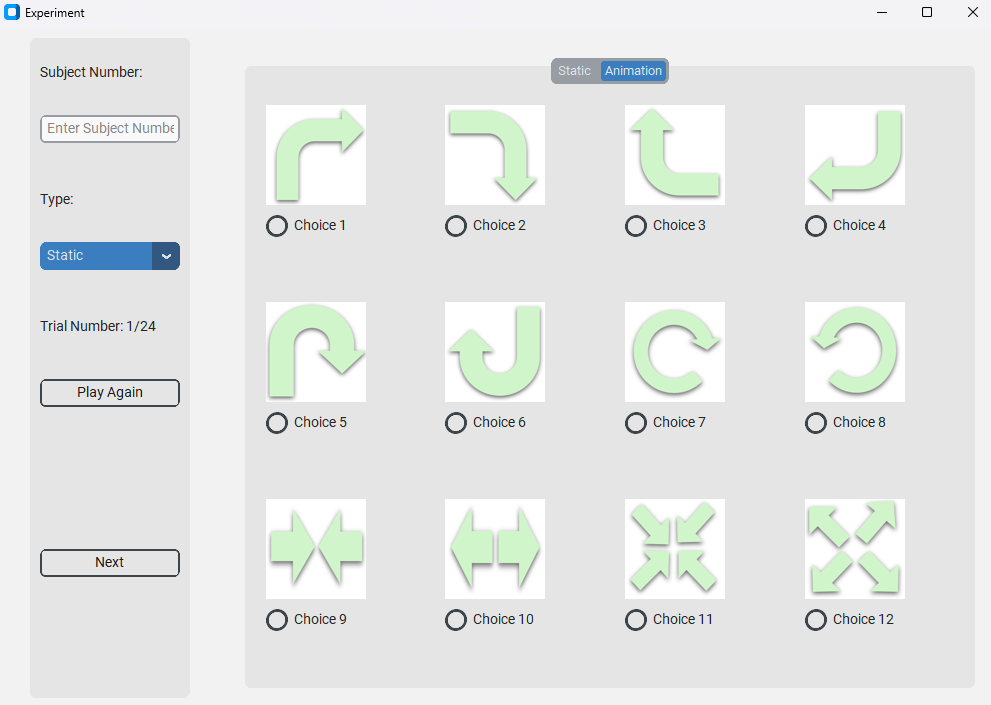 Experiment
Subject Number:
Enter Subject Numbe
Type:
Static
Trial Number: 1/24
Play Again
Next
Static Animation
Choice 1 Choice 2 Choice 3 Choice 4
Choice 5 Choice 6 Choice 7 Choice 8
Choice 9 Choice 10 Choice 11 Choice 12